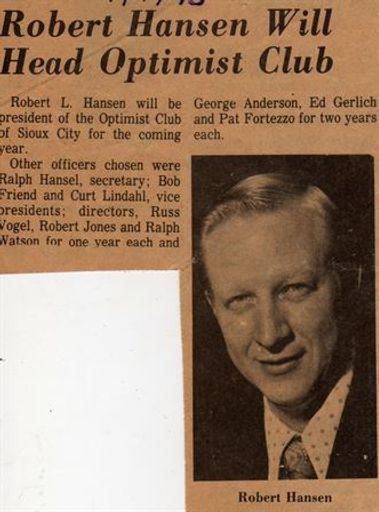 Robert Hansen Will
Head Optimist Club
Robert L. Hansen will be
president of the Optimist Club
of Sioux City for the coming
year.
Other officers chosen were
Ralph Hansel, secretary; Bob
Friend and Curt Lindahl, vice
presidents; directors, Russ
Vogel, Robert Jones and Ralph
Watson for one year each and
George Anderson, Ed Gerlich
and Pat Fortezzo for two years
each.
Robert Hansen